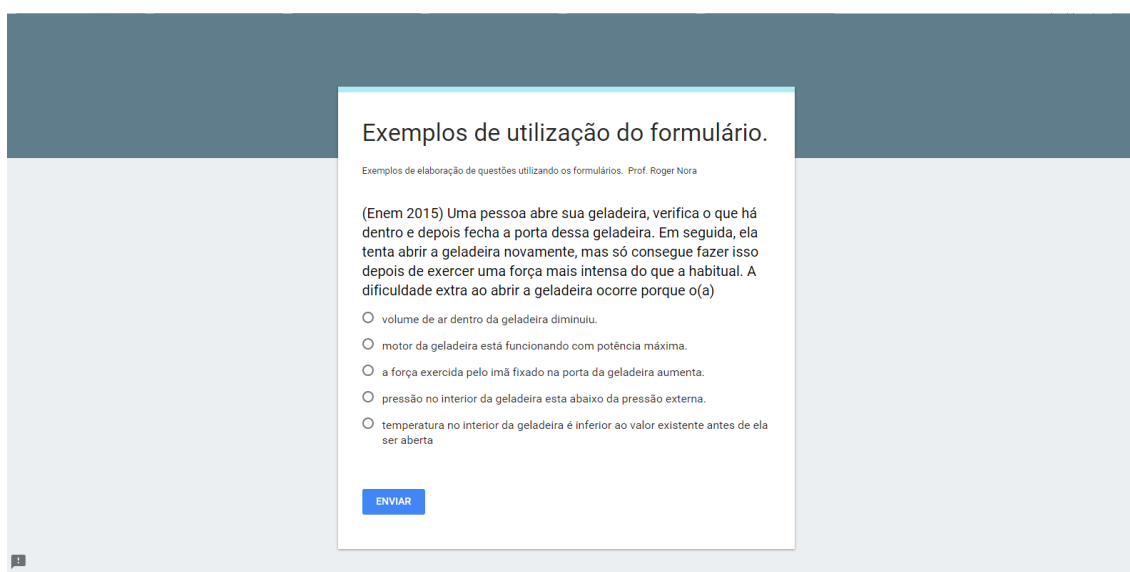 Exemplos de utilização do formulário.
Exemplos de elaboração de questões utilizando os formulários. Prof. Roger Nora
(Enem 2015) Uma pessoa abre sua geladeira, verifica o que há
dentro e depois fecha a porta dessa geladeira. Em seguida, ela
tenta abrir a geladeira novamente, mas só consegue fazer isso
depois de exercer uma força mais intensa do que a habitual. A
dificuldade extra ao abrir a geladeira ocorre porque o(a)
volume de ar dentro da geladeira diminuiu.
motor da geladeira está funcionando com potência máxima.
a força exercida pelo imã fixado na porta da geladeira aumenta.
pressão no interior da geladeira esta abaixo da pressão externa.
temperatura no interior da geladeira é inferior ao valor existente antes de ela
ser aberta
ENVIAR